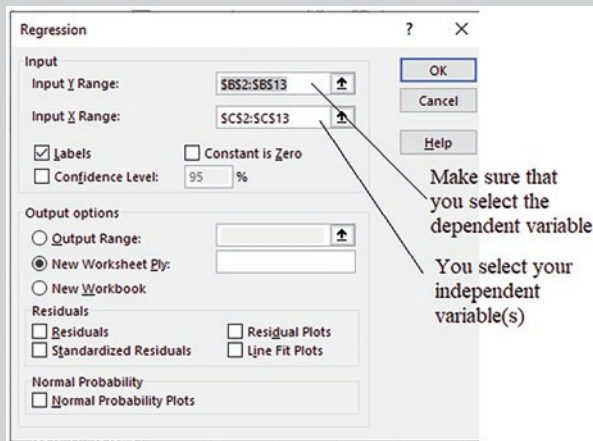 Regression
? ×
Input
Input Y Range: $B$2:$B$13
Input X Range: $C$2:$C$13
Labels Constant is Zero
Confidence Level: 95 %
Output options
Output Range:
New Worksheet Ply:
New Workbook
Residuals
Residuals Residual Plots
Standardized Residuals Line Fit Plots
Normal Probability
Normal Probability Plots
OK
Cancel
Help
Make sure that
you select the
dependent variable
You select your
independent
variable(s)